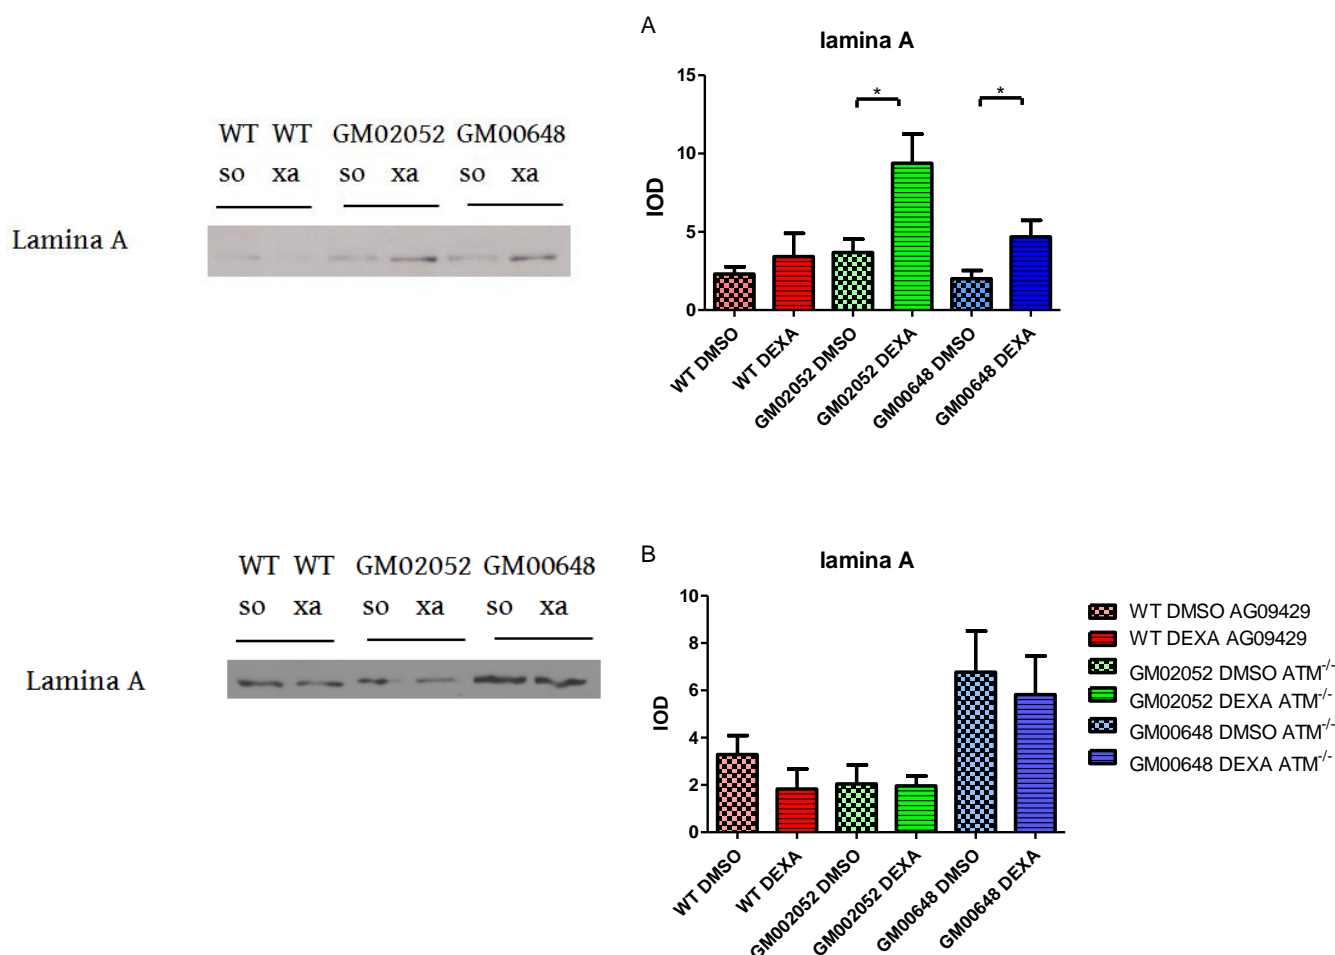 A
lamina A
WT WT GM02052 GM00648
so xa so xa so xa
Lamina A
15
10
5
0
IOD
*
*
WT DMSO
WT DEXA
GM02052 DMSO
GM02052 DEXA
GM00648 DMSO
GM00648 DEXA
B
lamina A
WT WT GM02052 GM00648
so xa so xa so xa
Lamina A
10
8
6
4
2
0
IOD
WT DMSO
WT DEXA
GM002052 DMSO
GM002052 DEXA
GM00648 DMSO
GM00648 DEXA
WT DMSO AG09429
WT DEXA AG09429
GM02052 DMSO ATM-/-
GM02052 DEXA ATM-/-
GM00648 DMSO ATM-/-
GM00648 DEXA ATM-/-